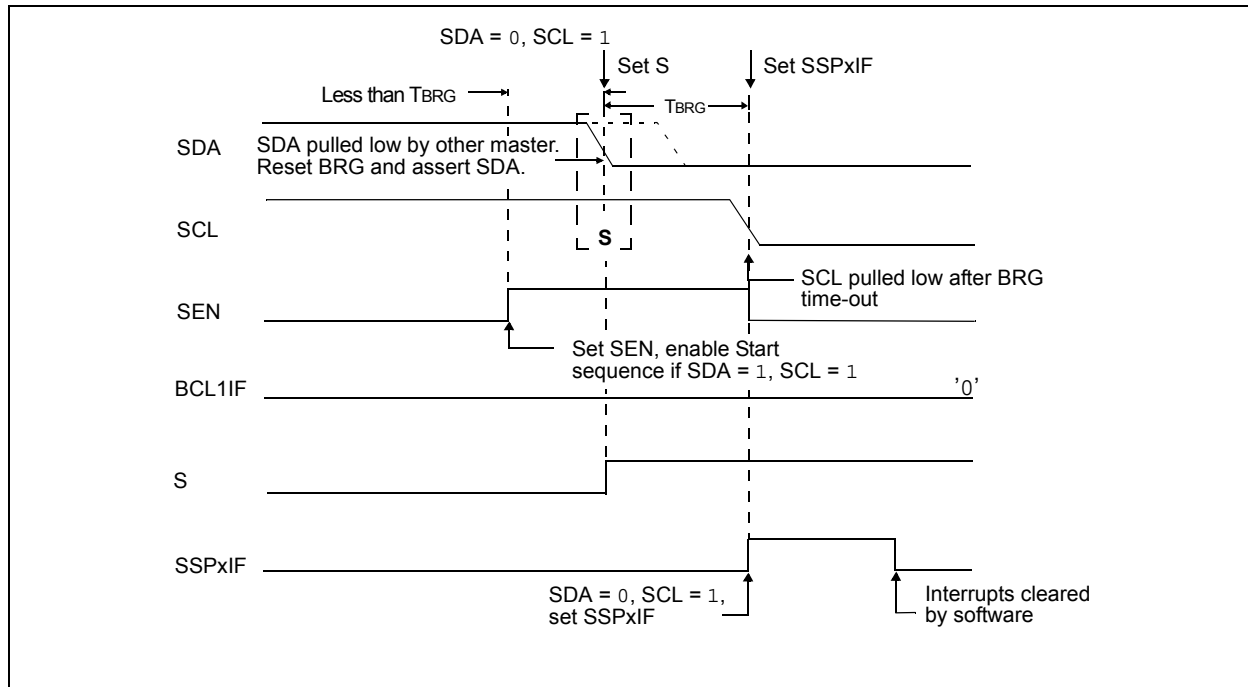 SDA = 0, SCL = 1
Set S
Set SSPxIF
Less than TBRG
TBRG
SDA
SDA pulled low by other master.
Reset BRG and assert SDA.
SCL
S
SCL pulled low after BRG
time-out
SEN
Set SEN, enable Start
sequence if SDA = 1, SCL = 1
BCL1IF
'0'
S
SSPxIF
SDA = 0, SCL = 1,
set SSPxIF
Interrupts cleared
by software